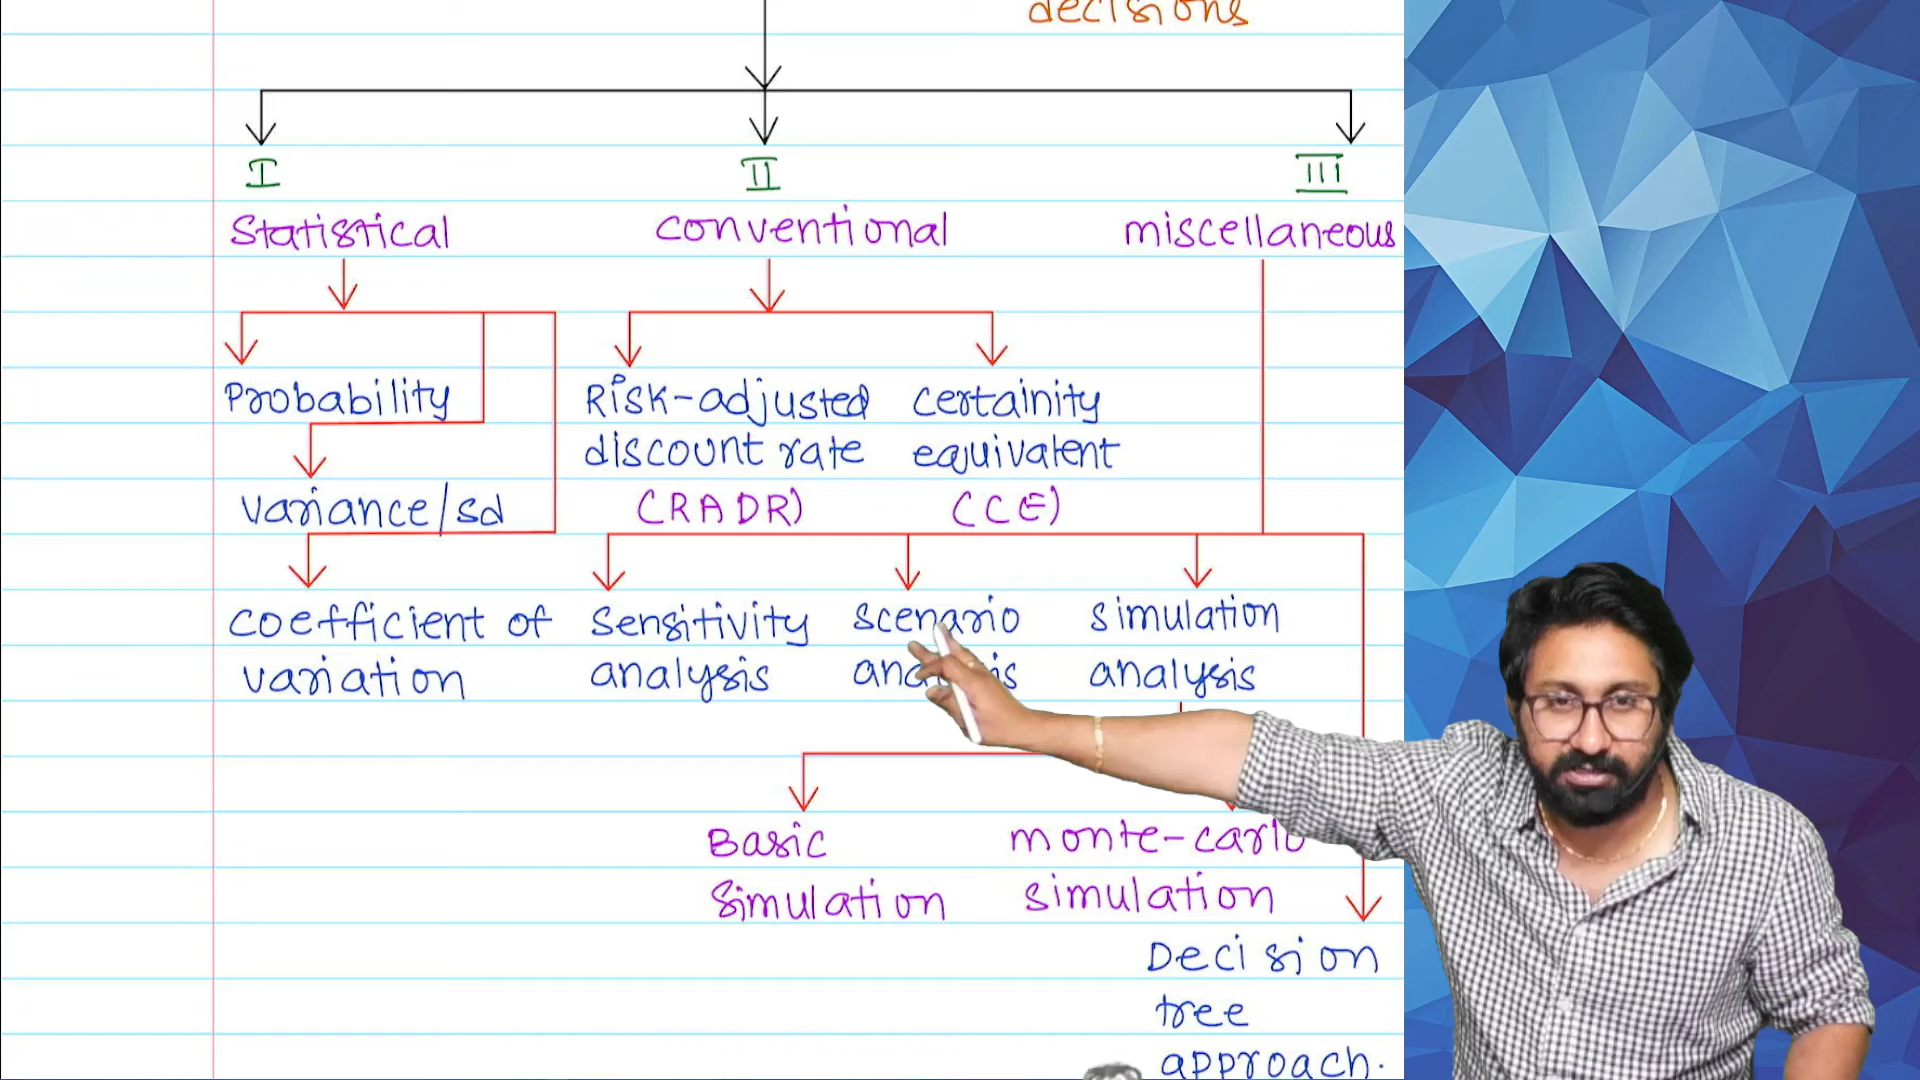 decisions
I
II
III
Statistical
conventional
miscellaneous
Probability
Risk-adjusted
discount rate
(RADR)
certainity
equivalent
(CE)
variance/sd
coefficient of
variation
sensitivity
analysis
scenario
analysis
simulation
analysis
Basic
simulation
monte-carlo
simulation
Decision
tree
approach.